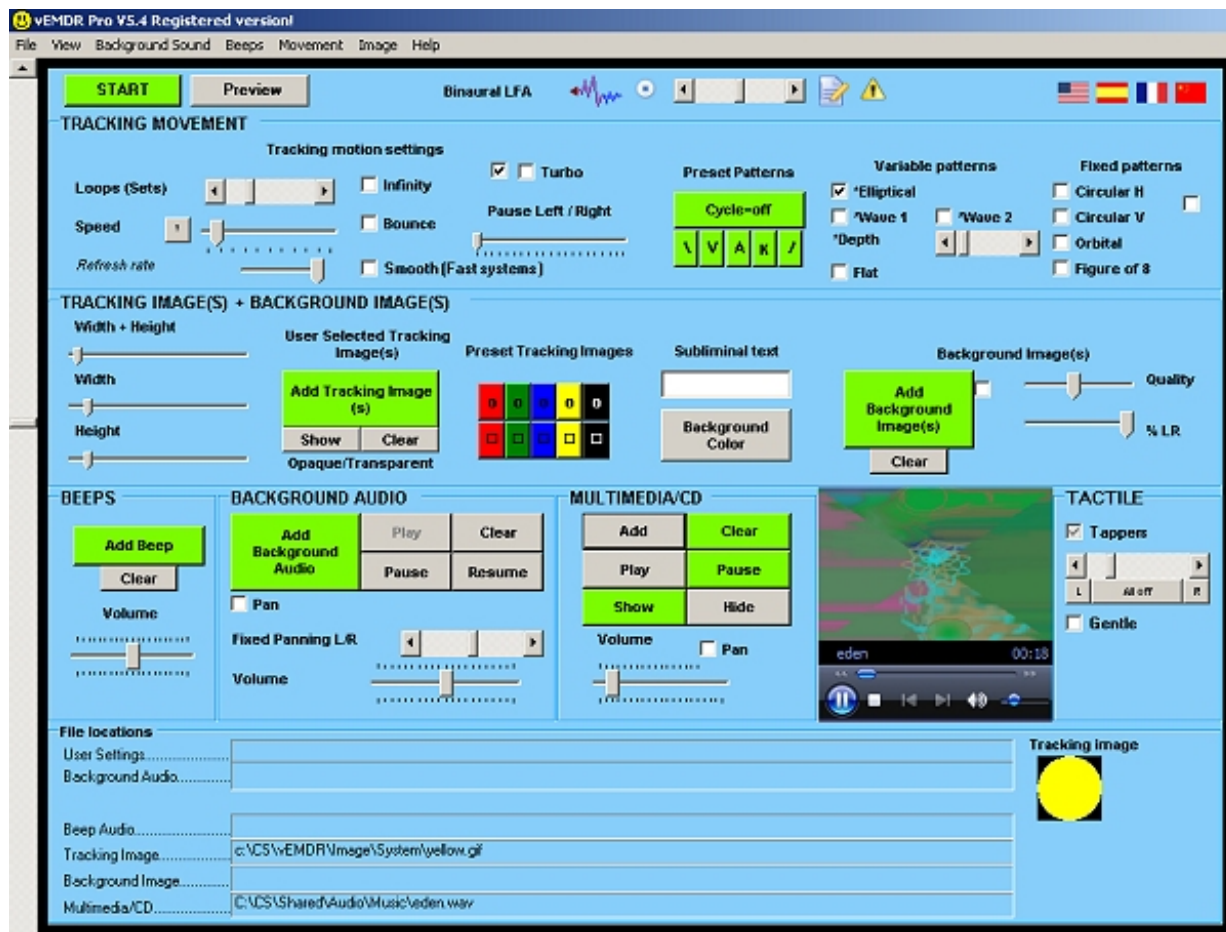 vEMDR Pro V5.4 Registered version!
File View Background Sound Beeps Movement Image Help
START Preview Binaural LFA
TRACKING MOVEMENT
Tracking motion settings
Loops (Sets)
Infinity
Turbo
Speed
Bounce
Pause Left / Right
Refresh rate
Smooth (Fast systems)
Preset Patterns
Cycle=off
\ V A K /
Variable patterns
*Elliptical
*Wave 1 *Wave 2
*Depth
Flat
Fixed patterns
Circular H
Circular V
Orbital
Figure of 8
TRACKING IMAGE(S) + BACKGROUND IMAGE(S)
Width + Height
Width
Height
User Selected Tracking
Image(s)
Add Tracking Image
(s)
Show Clear
Opaque/Transparent
Preset Tracking Images
0 0 0 0 0
Subliminal text
Background
Color
Background Image(s)
Add
Background
Image(s)
Clear
Quality
% LR
BEEPS
Add Beep
Clear
Volume
BACKGROUND AUDIO
Add
Background
Audio
Play Clear
Pause Resume
Pan
Fixed Panning L/R
Volume
MULTIMEDIA/CD
Add Clear
Play Pause
Show Hide
Volume
Pan
eden 00:18
TACTILE
Tappers
L All off R
Gentle
File locations
User Settings
Background Audio
Beep Audio
Tracking Image c:\CS\vEMDR\Image\System\yellow.gif
Background Image
Multimedia/CD C:\CS\Shared\Audio\Music\eden.wav
Tracking image